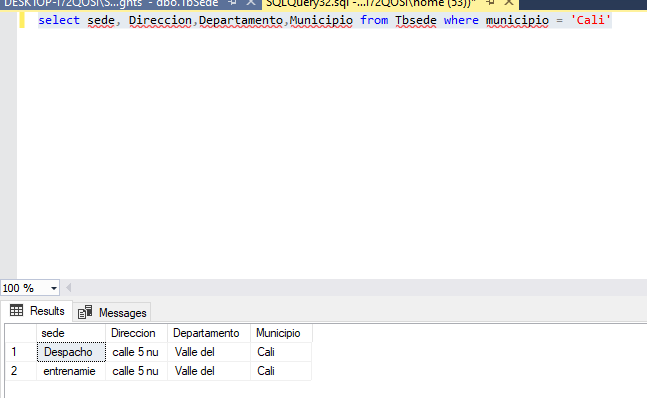 DESKTOP-I72QOSI\S...ghts - dbo.TbSede SQLQuery32.sql -...I72QOSI\home (53))*
select sede, Direccion,Departamento,Municipio from Tbsede where municipio = 'Cali'
100 %
Results Messages
sede Direccion Departamento Municipio
1 Despacho calle 5 nu Valle del Cali
2 entrenamie calle 5 nu Valle del Cali